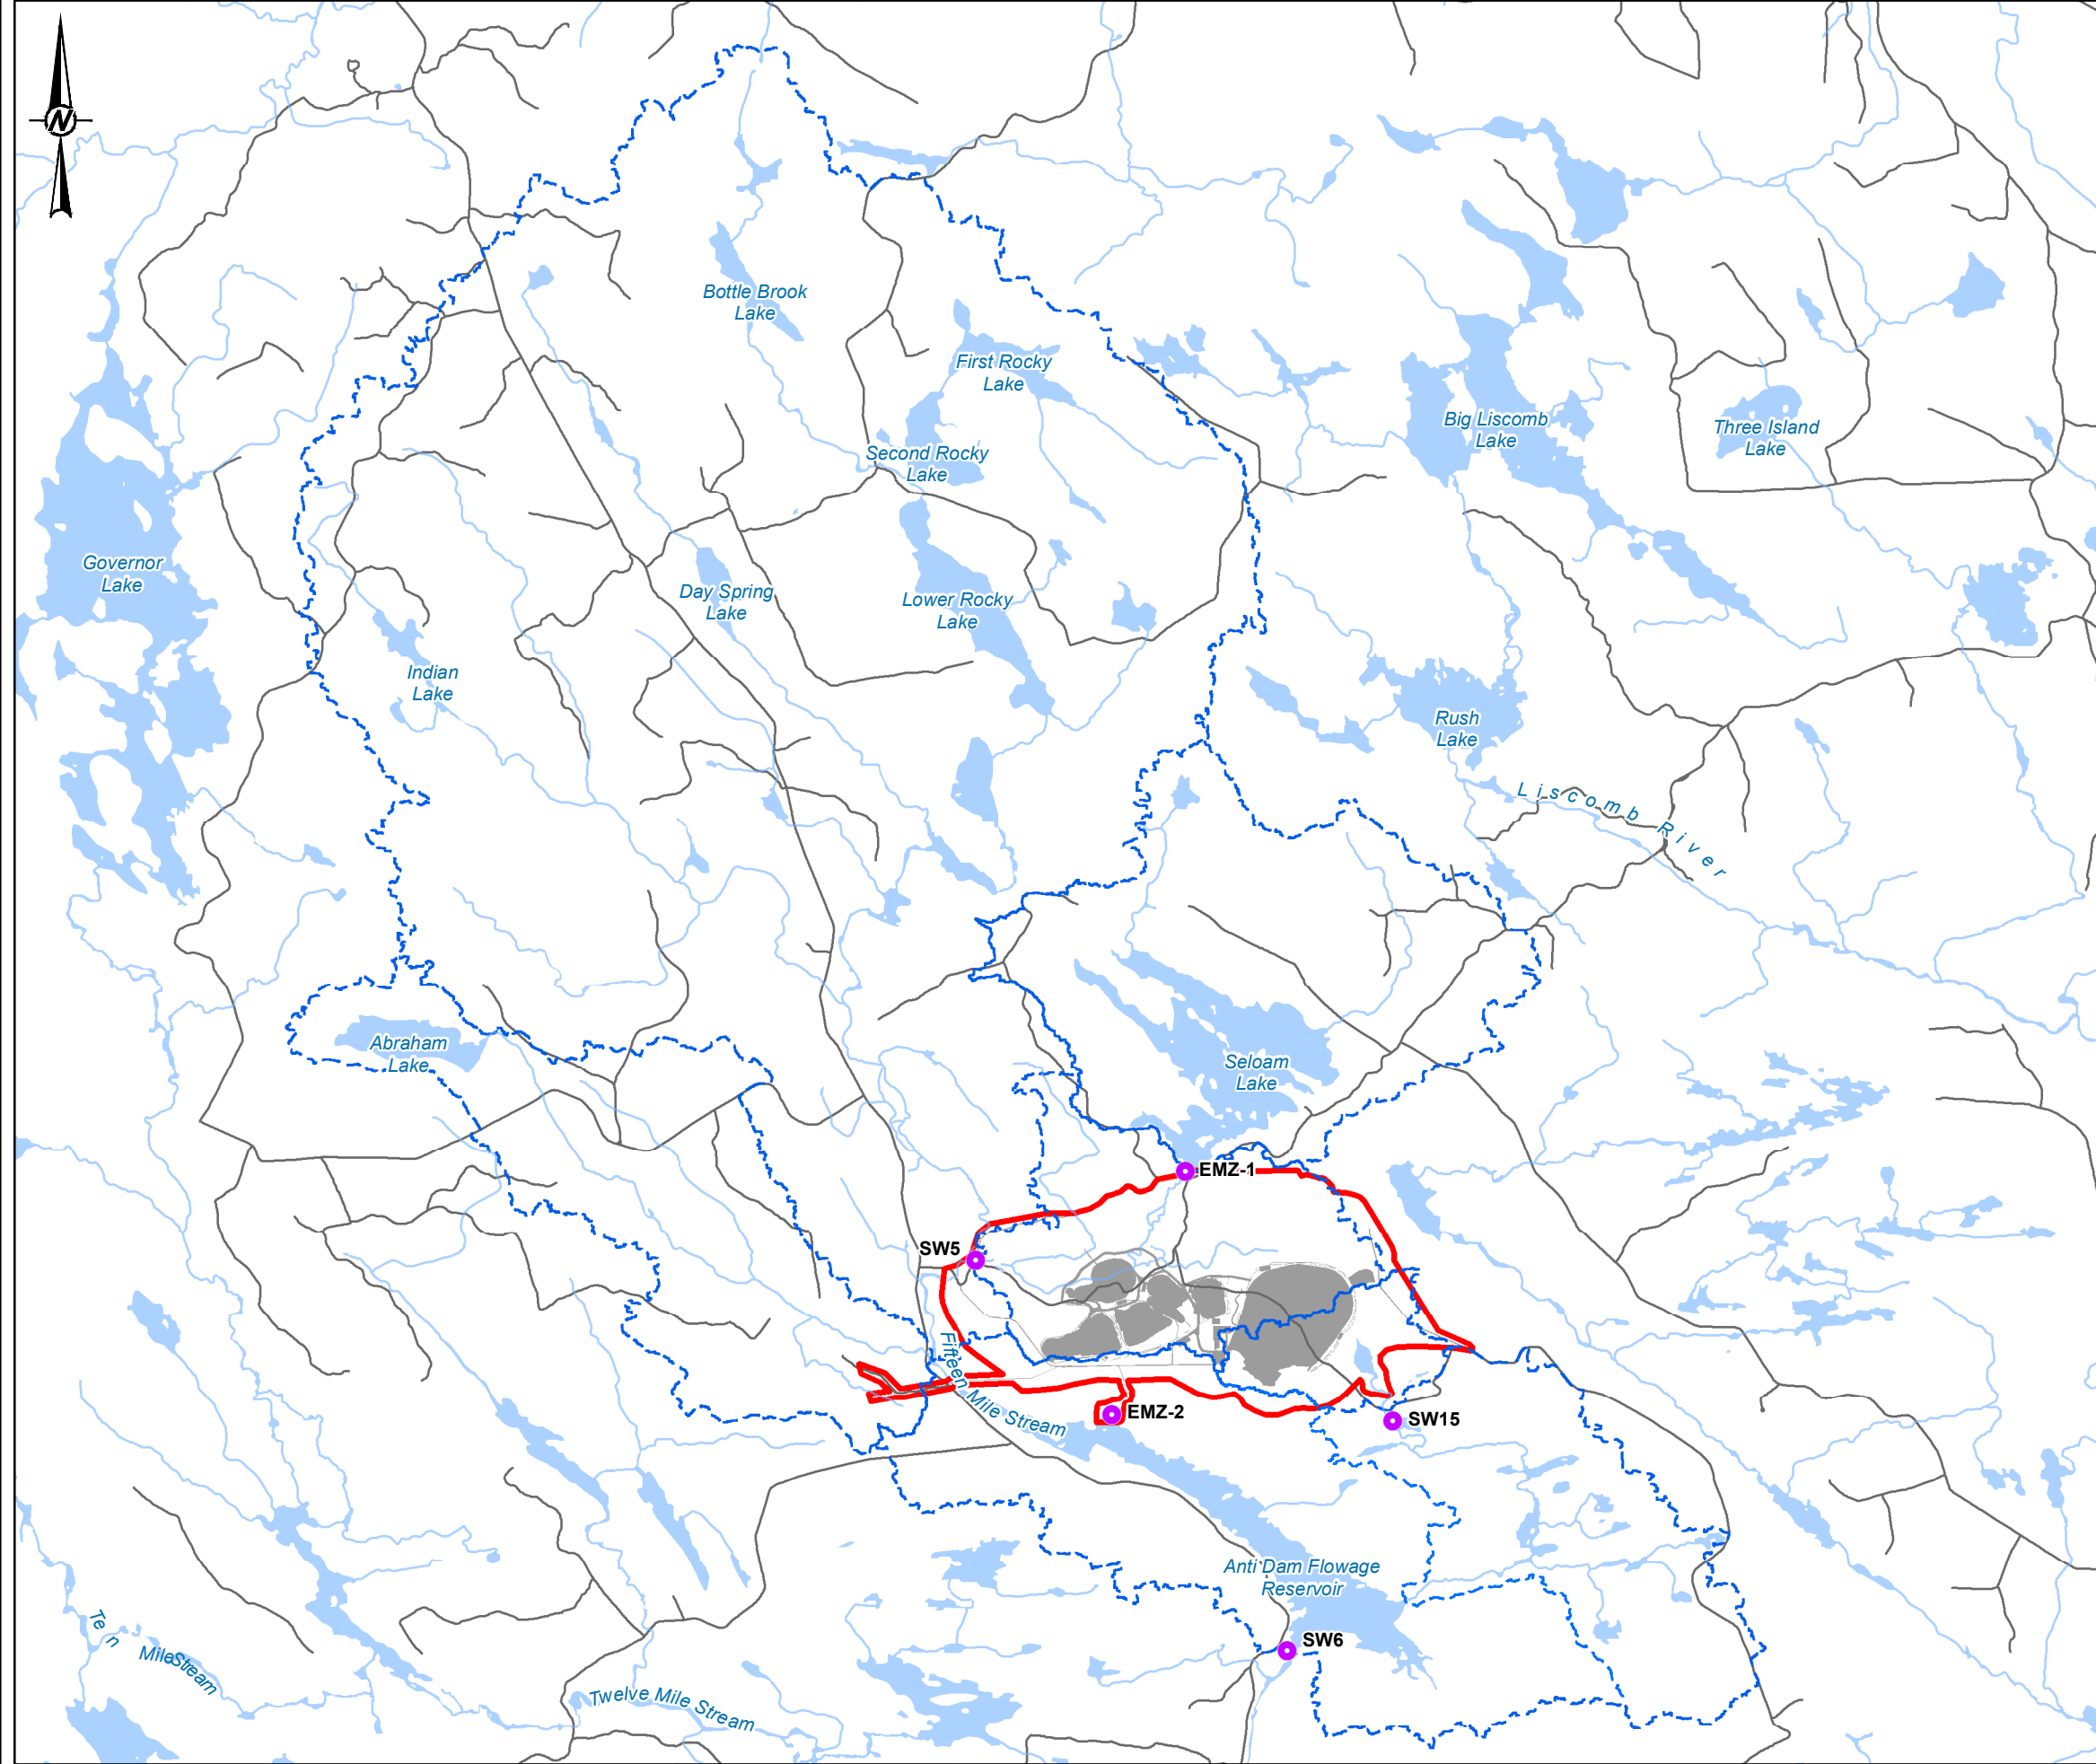 N
Bottle Brook
Lake
First Rocky
Lake
Second Rocky
Lake
Big Liscomb
Lake
Three Island
Lake
Governor
Lake
Day Spring
Lake
Lower Rocky
Lake
Indian
Lake
Rush
Lake
Liscomb River
Abraham
Lake
Seloam
Lake
EMZ-1
SW5
Fifteen Mile Stream
EMZ-2
SW15
Anti Dam Flowage
Reservoir
SW6
Ten Mile Stream
Twelve Mile Stream